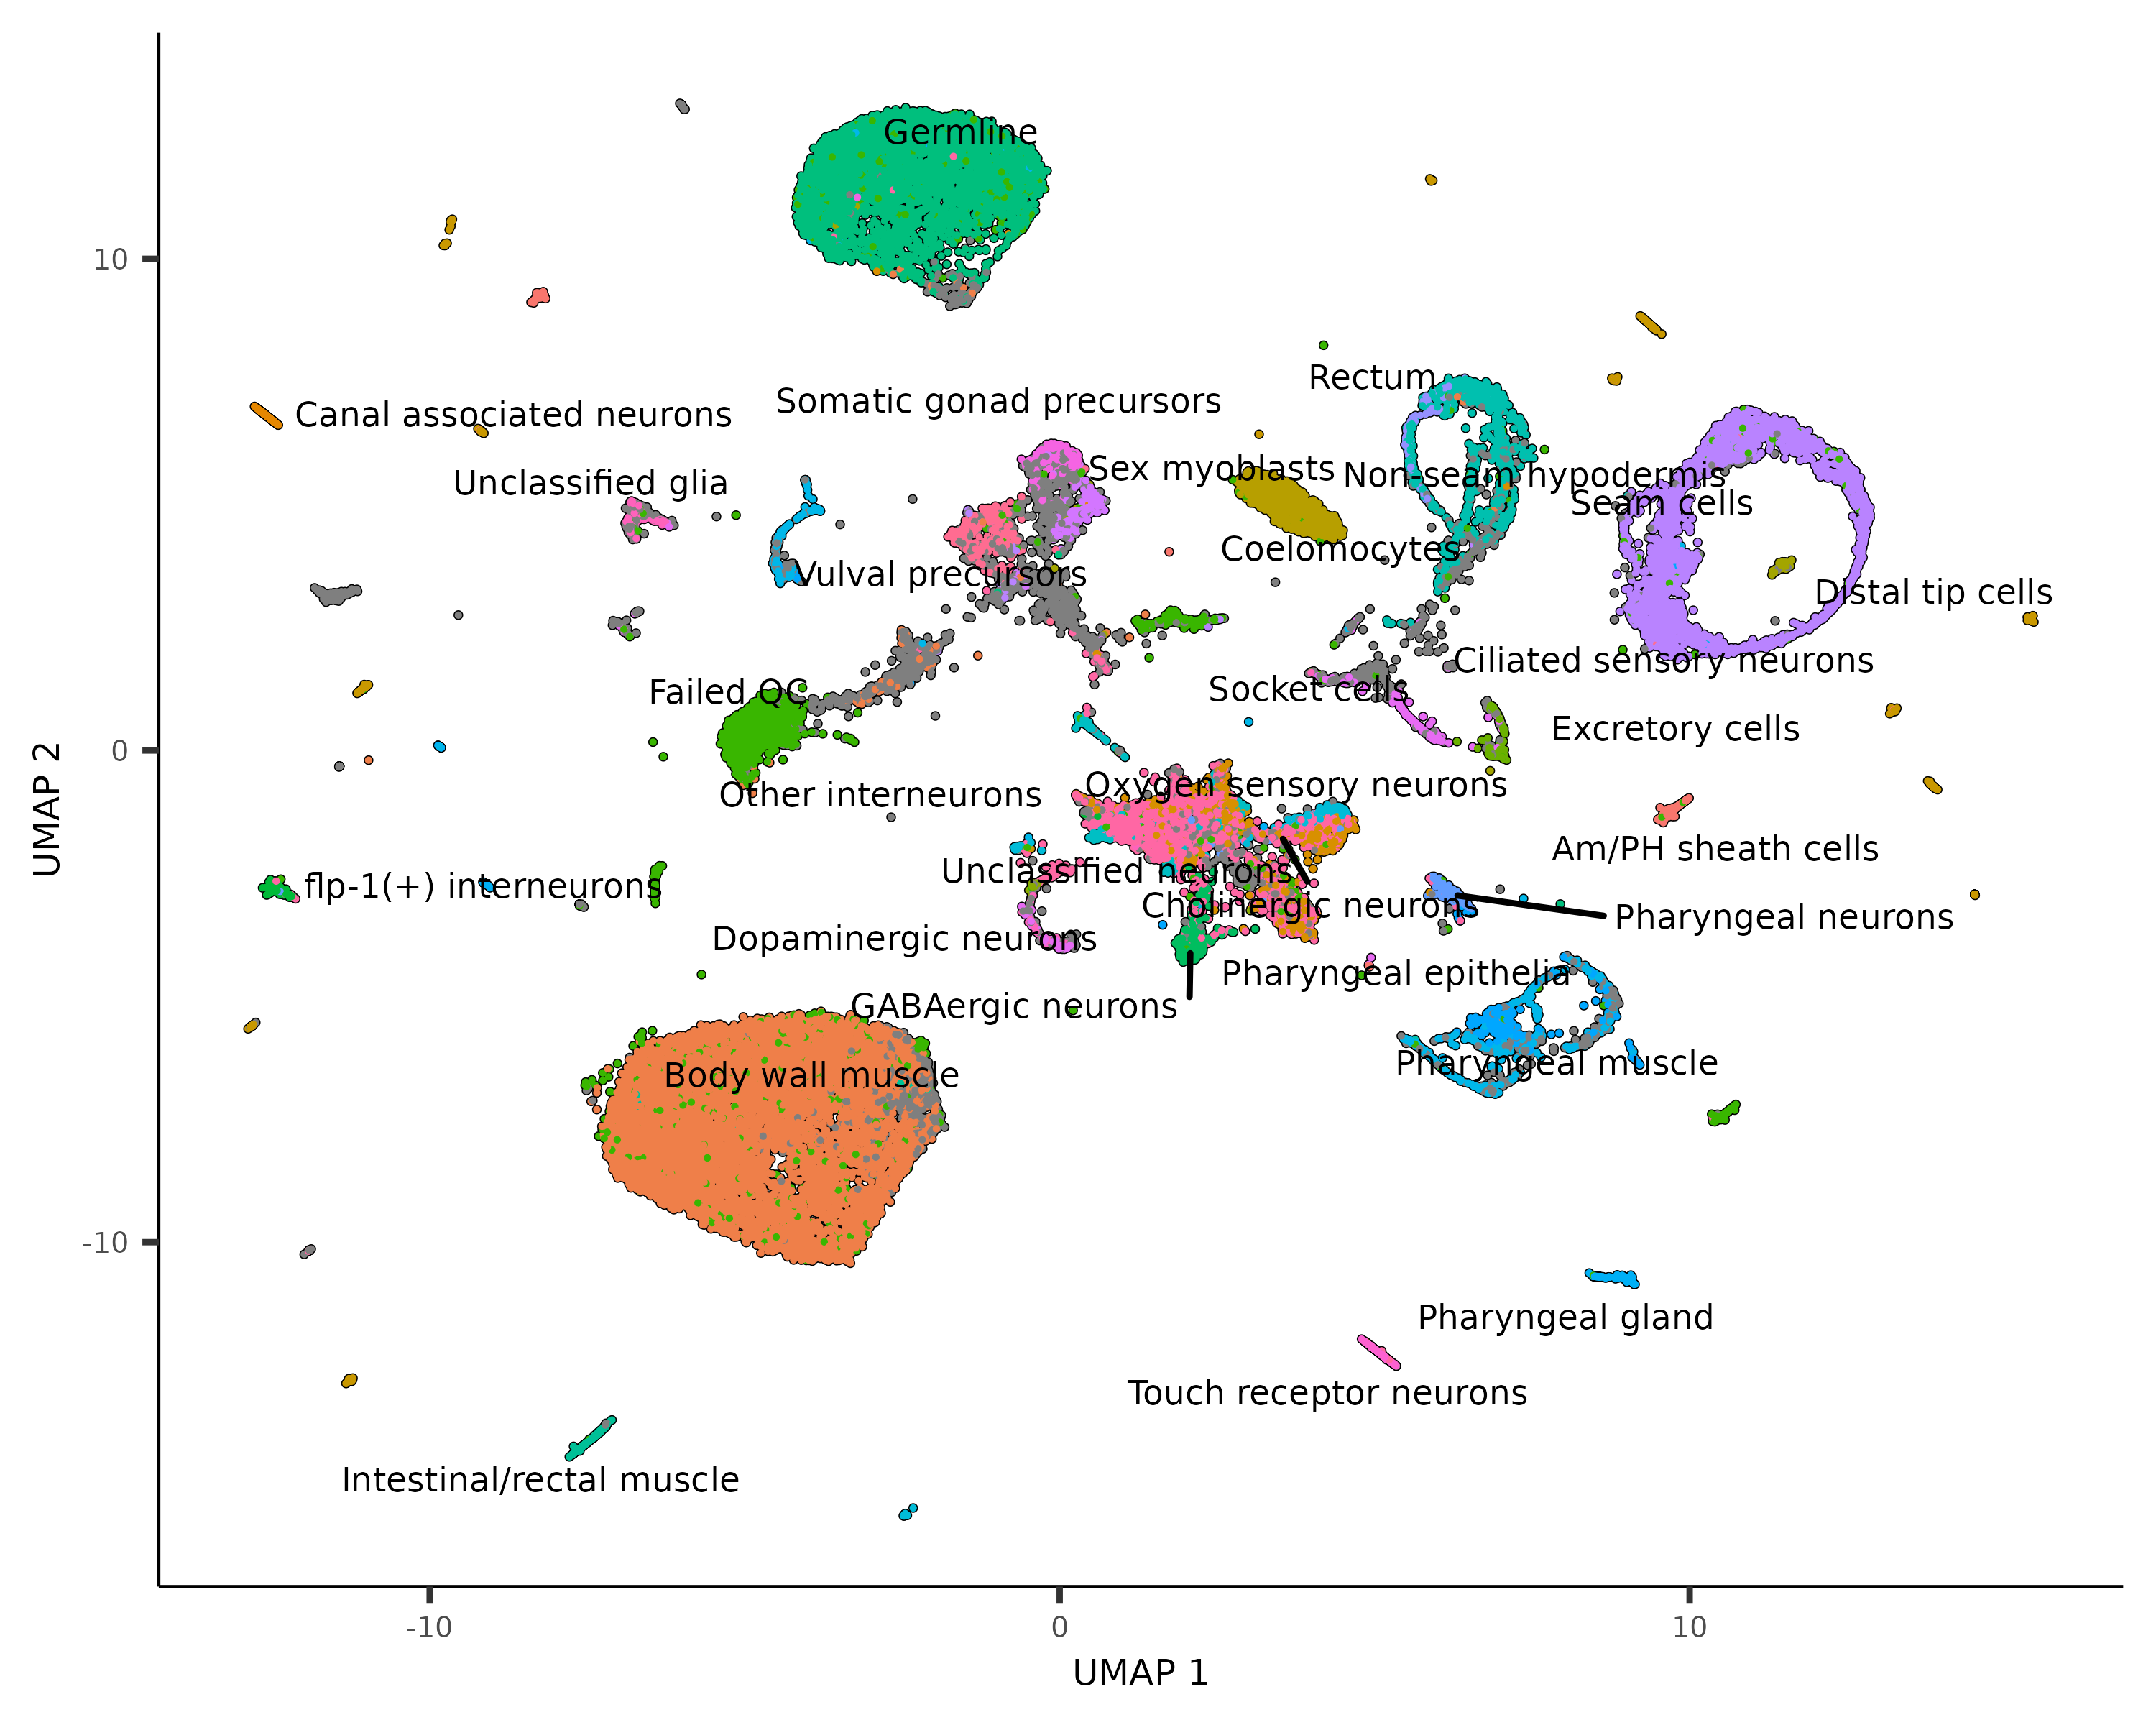 Germline
10
Rectum
Somatic gonad precursors
Canal associated neurons
Sex myoblasts
Non-seam hypodermis
Unclassified glia
Seam cells
Coelomocytes
Vulval precursors
Distal tip cells
Ciliated sensory neurons
Socket cells
Failed QC
Excretory cells
0
Oxygen sensory neurons
Other interneurons
UMAP 2
Am/PH sheath cells
Unclassified neurons
flp-1(+) interneurons
Cholinergic neurons
Pharyngeal neurons
Dopaminergic neurons
Pharyngeal epithelia
GABAergic neurons
Pharyngeal muscle
Body wall muscle
-10
Pharyngeal gland
Touch receptor neurons
Intestinal/rectal muscle
-10
0
10
UMAP 1